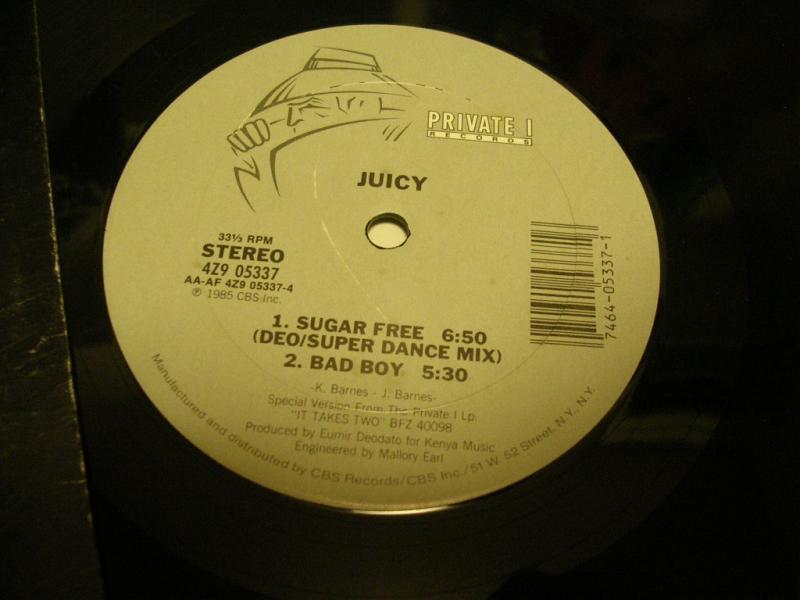 PRIVATE I
RECORDS
JUICY
33⅓ RPM
STEREO
4Z9 05337
AA-AF 4Z9 05337-4
℗ 1985 CBS Inc.
7464-05337-1
1. SUGAR FREE 6:50
(DEO/SUPER DANCE MIX)
2. BAD BOY 5:30
-K. Barnes - J. Barnes-
Special Version From The Private I Lp:
"IT TAKES TWO" BFZ 40098
Produced by Eumir Deodato for Kenya Music
Engineered by Mallory Earl
Manufactured and distributed by CBS Records/CBS Inc./51 W. 52 Street, N.Y., N.Y.